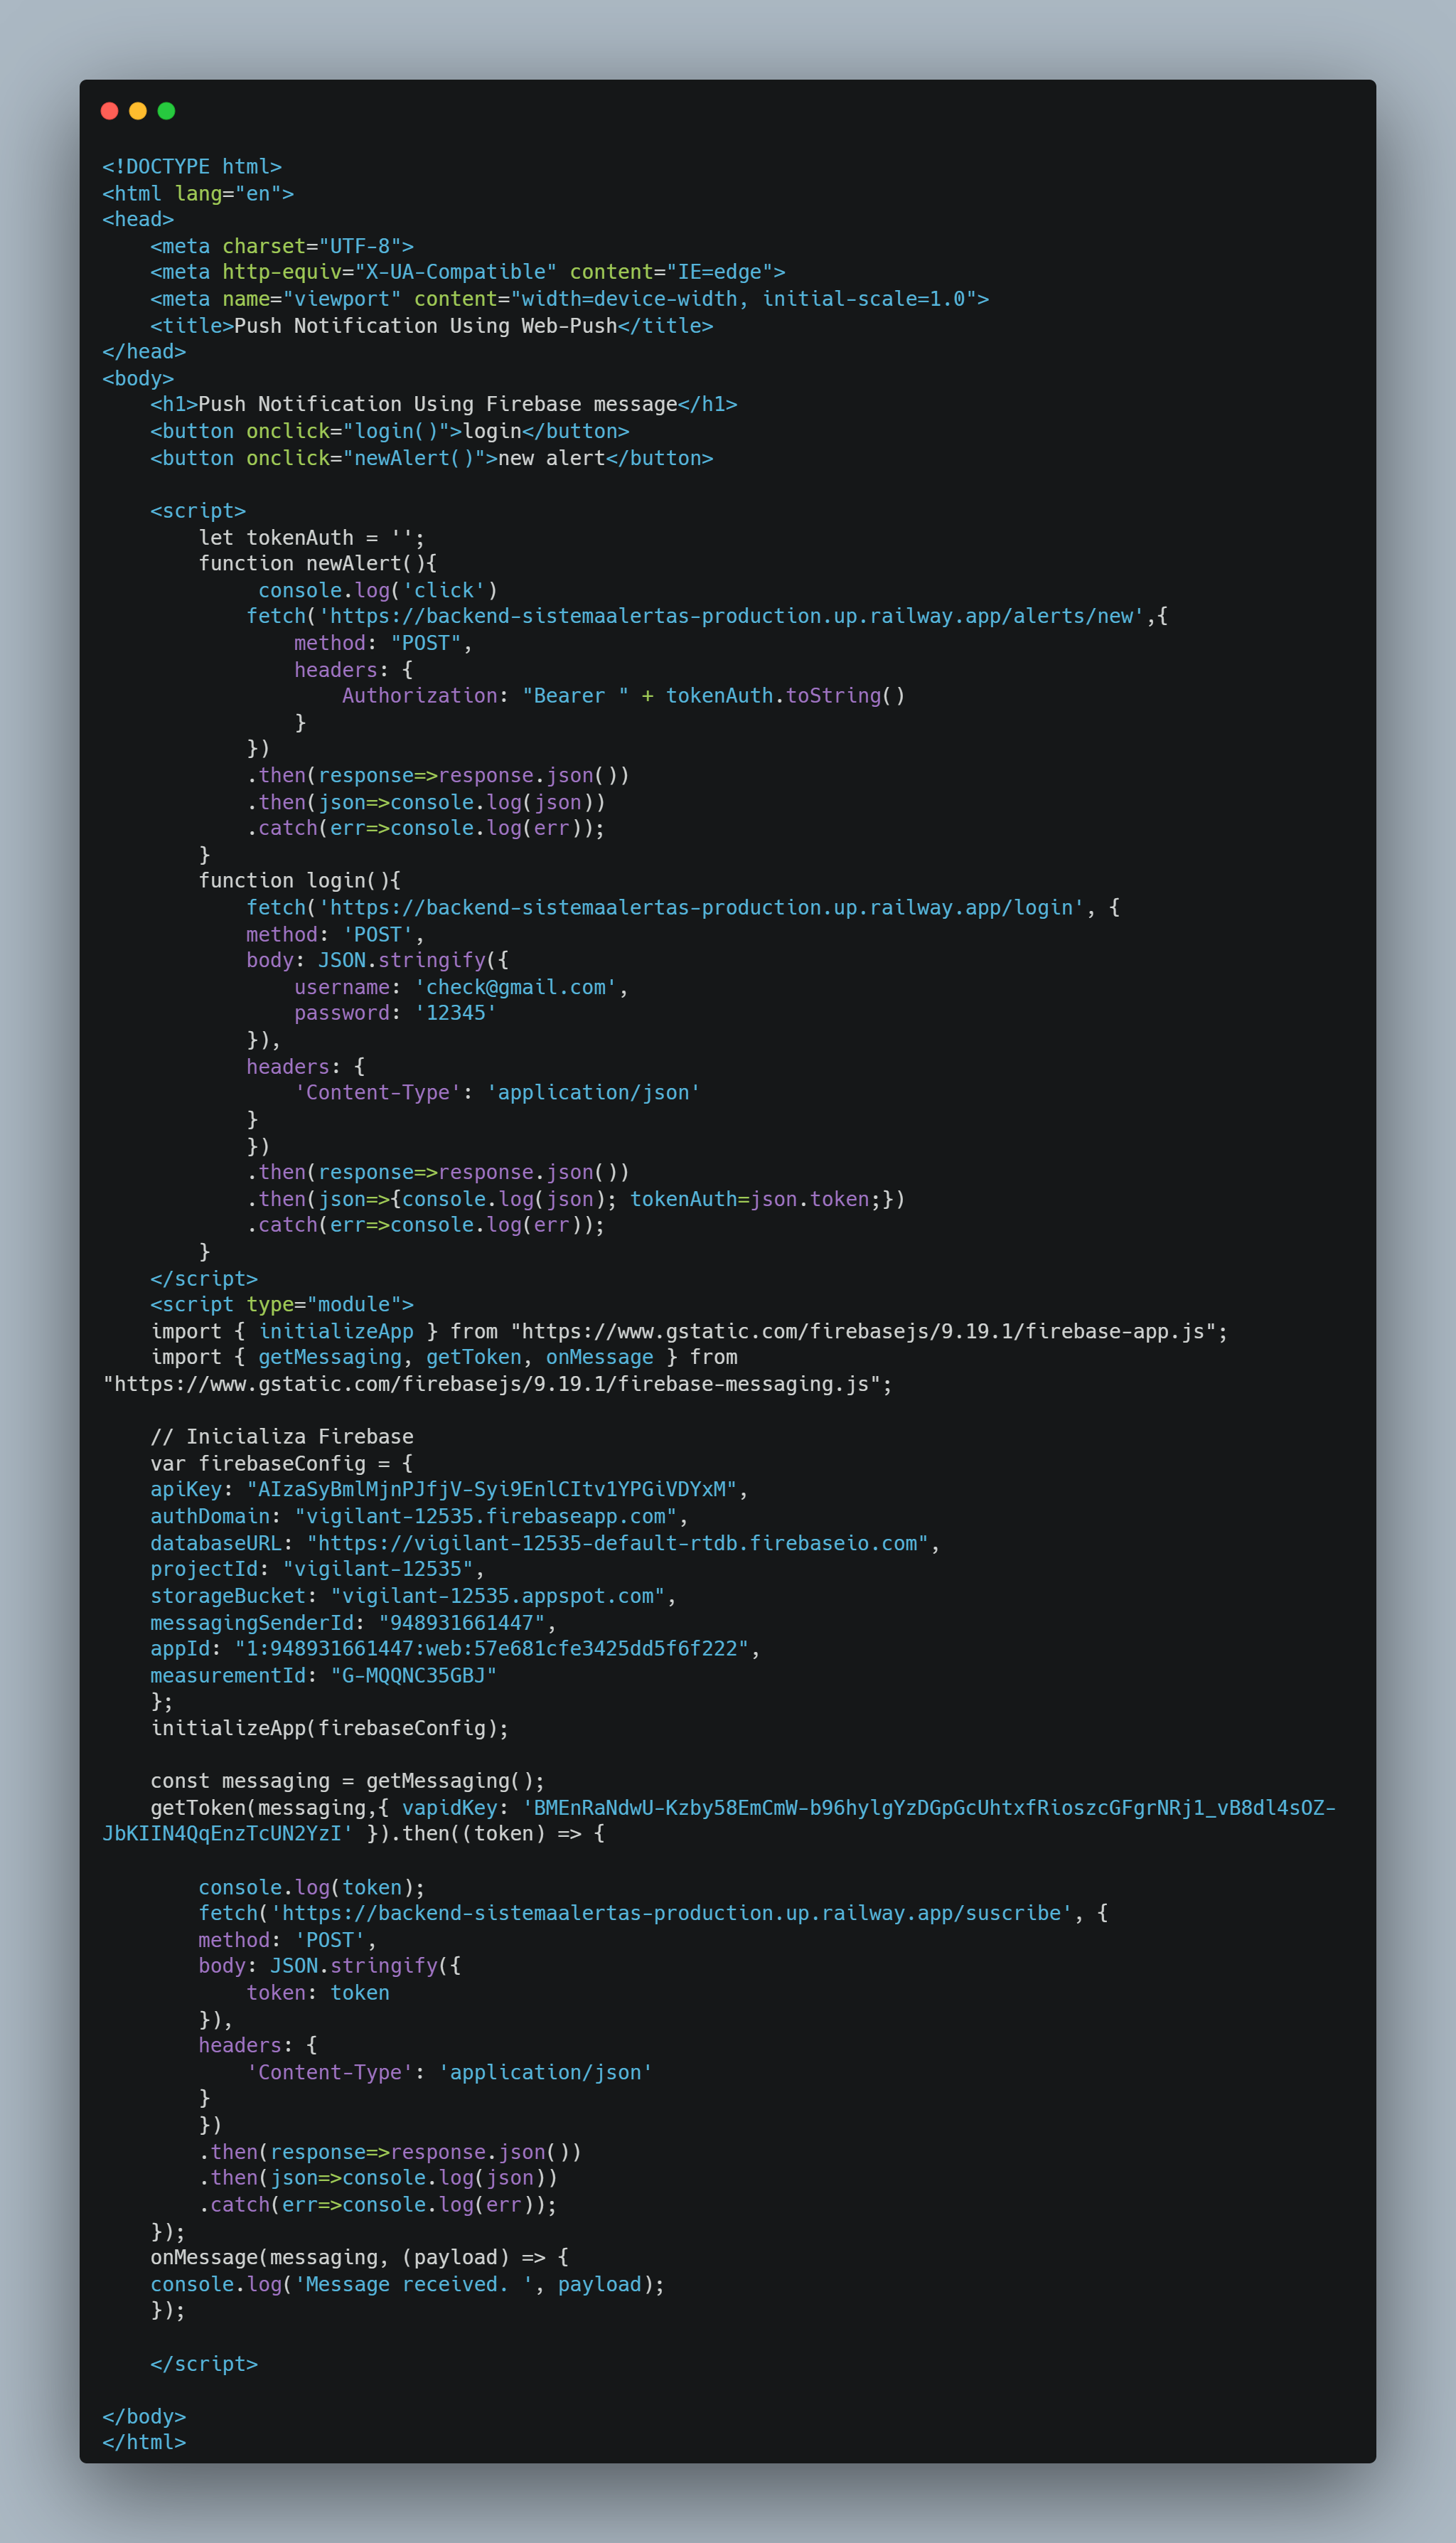 <!DOCTYPE html>
<html lang="en">
<head>
    <meta charset="UTF-8">
    <meta http-equiv="X-UA-Compatible" content="IE=edge">
    <meta name="viewport" content="width=device-width, initial-scale=1.0">
    <title>Push Notification Using Web-Push</title>
</head>
<body>
    <h1>Push Notification Using Firebase message</h1>
    <button onclick="login()">login</button>
    <button onclick="newAlert()">new alert</button>

    <script>
        let tokenAuth = '';
        function newAlert(){
             console.log('click')
            fetch('https://backend-sistemaalertas-production.up.railway.app/alerts/new',{
                method: "POST",
                headers: {
                    Authorization: "Bearer " + tokenAuth.toString()
                }
            })
            .then(response=>response.json())
            .then(json=>console.log(json))
            .catch(err=>console.log(err));
        }
        function login(){
            fetch('https://backend-sistemaalertas-production.up.railway.app/login', {
            method: 'POST',
            body: JSON.stringify({
                username: 'check@gmail.com',
                password: '12345'
            }),
            headers: {
                'Content-Type': 'application/json'
            }
            })
            .then(response=>response.json())
            .then(json=>{console.log(json); tokenAuth=json.token;})
            .catch(err=>console.log(err));
        }
    </script>
    <script type="module">
    import { initializeApp } from "https://www.gstatic.com/firebasejs/9.19.1/firebase-app.js";
    import { getMessaging, getToken, onMessage } from
"https://www.gstatic.com/firebasejs/9.19.1/firebase-messaging.js";

    // Inicializa Firebase
    var firebaseConfig = {
    apiKey: "AIzaSyBmlMjnPJfjV-Syi9EnlCItv1YPGiVDYxM",
    authDomain: "vigilant-12535.firebaseapp.com",
    databaseURL: "https://vigilant-12535-default-rtdb.firebaseio.com",
    projectId: "vigilant-12535",
    storageBucket: "vigilant-12535.appspot.com",
    messagingSenderId: "948931661447",
    appId: "1:948931661447:web:57e681cfe3425dd5f6f222",
    measurementId: "G-MQQNC35GBJ"
    };
    initializeApp(firebaseConfig);

    const messaging = getMessaging();
    getToken(messaging,{ vapidKey: 'BMEnRaNdwU-Kzby58EmCmW-b96hylgYzDGpGcUhtxfRioszcGFgrNRj1_vB8dl4sOZ-
JbKIIN4QqEnzTcUN2YzI' }).then((token) => {

        console.log(token);
        fetch('https://backend-sistemaalertas-production.up.railway.app/suscribe', {
        method: 'POST',
        body: JSON.stringify({
            token: token
        }),
        headers: {
            'Content-Type': 'application/json'
        }
        })
        .then(response=>response.json())
        .then(json=>console.log(json))
        .catch(err=>console.log(err));
    });
    onMessage(messaging, (payload) => {
    console.log('Message received. ', payload);
    });

    </script>

</body>
</html>